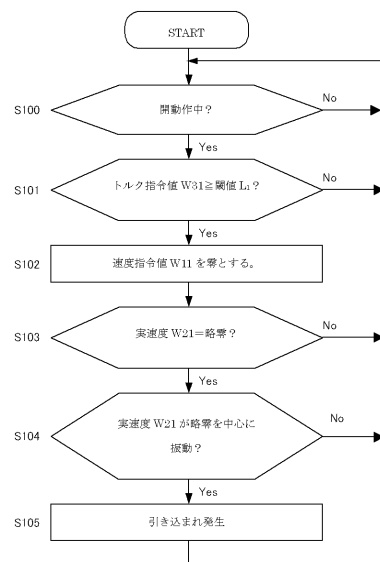 START
S100
開動作中？
No
Yes
S101
トルク指令値 W31≧閾値 L₁？
No
Yes
S102
速度指令値 W11 を零とする。
S103
実速度 W21＝略零？
No
Yes
S104
実速度 W21 が略零を中心に
振動？
No
Yes
S105
引き込まれ発生